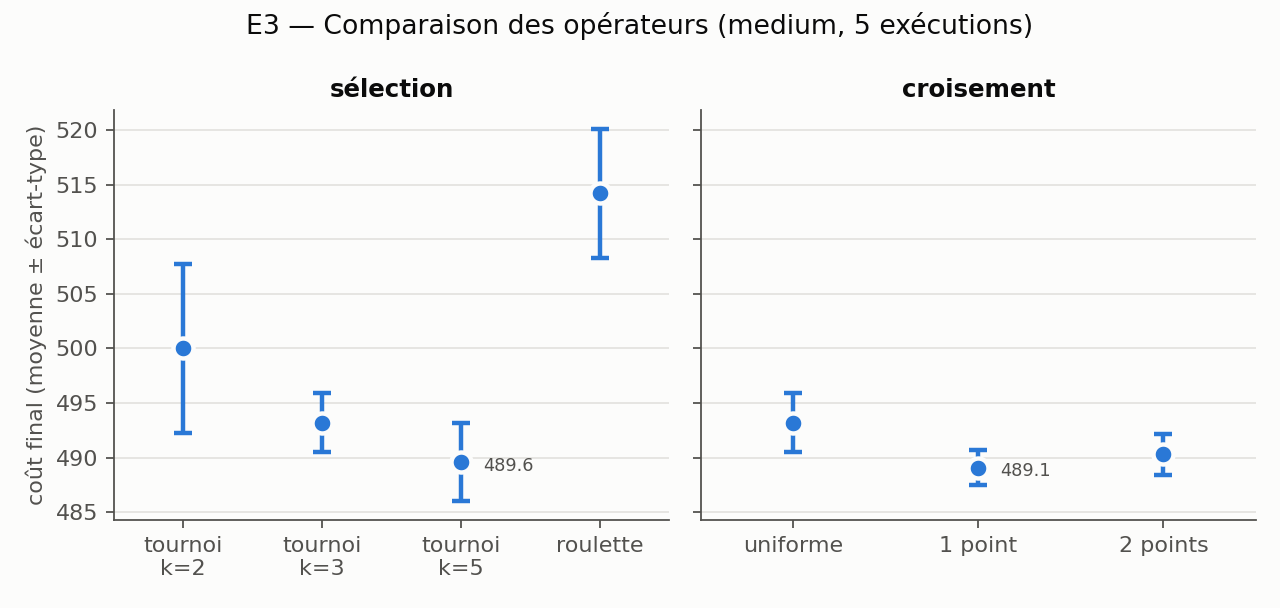 E3 — Comparaison des opérateurs (medium, 5 exécutions)
sélection
croisement
coût final (moyenne ± écart-type)
520
515
510
505
500
495
490
485
489.6
489.1
tournoi
k=2
tournoi
k=3
tournoi
k=5
roulette
uniforme
1 point
2 points